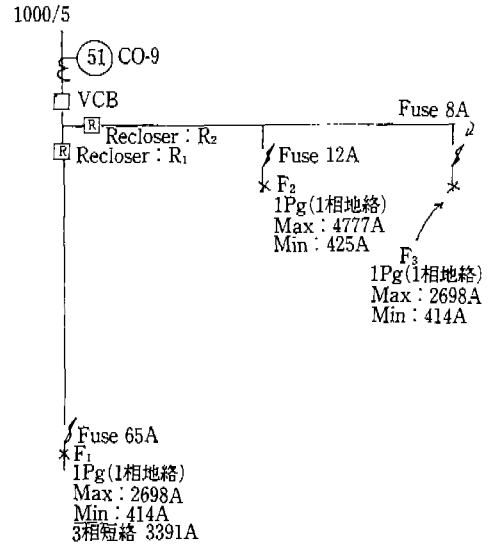 1000/5
51 CO-9
VCB
Fuse 8A
R
Recloser : R₂
R
Recloser : R₁
Fuse 12A
F₂
1Pg(1相地絡)
Max : 4777A
Min : 425A
F₃
1Pg(1相地絡)
Max : 2698A
Min : 414A
Fuse 65A
F₁
1Pg(1相地絡)
Max : 2698A
Min : 414A
3相短絡 3391A